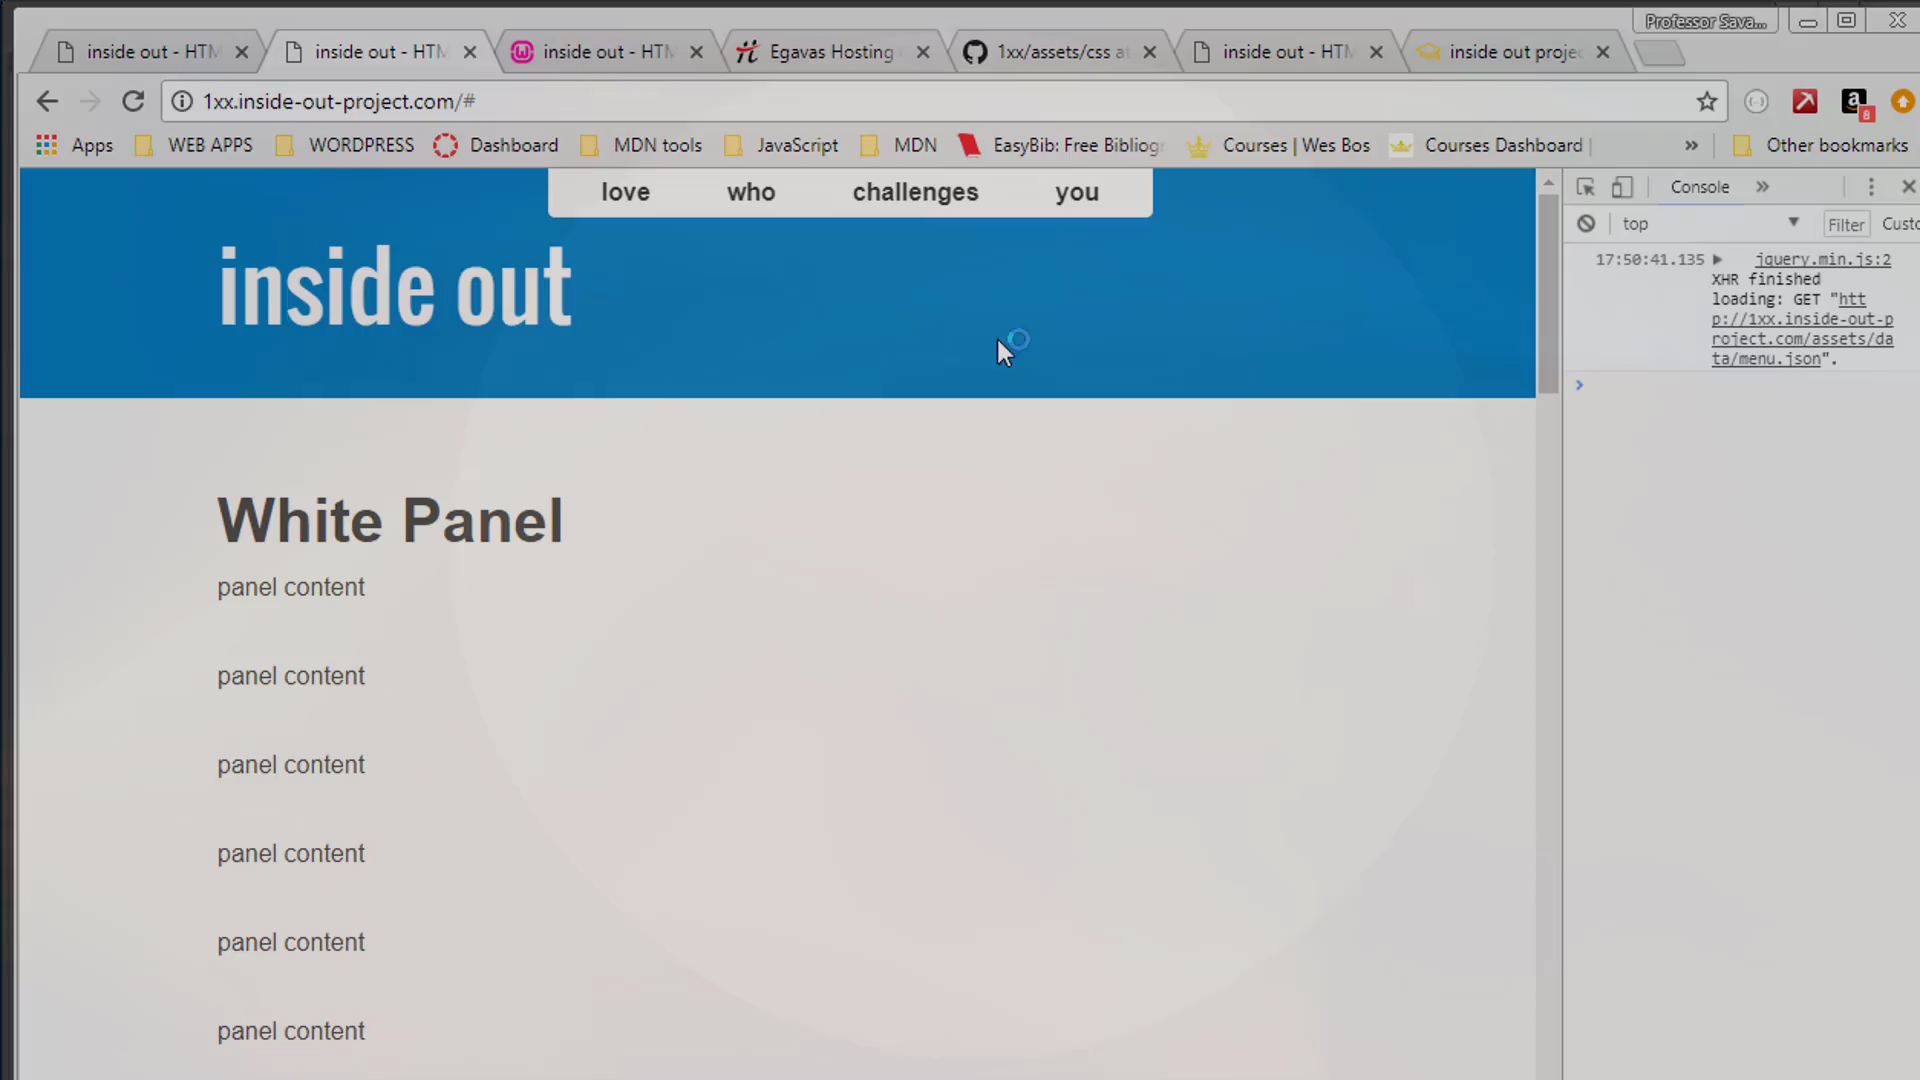 Professor Sava...
inside out - HTM
inside out - HTM
inside out - HTM
Egavas Hosting
1xx/assets/css at
inside out - HTM
inside out projec
1xx.inside-out-project.com/#
a
8
Apps
WEB APPS
WORDPRESS
Dashboard
MDN tools
JavaScript
MDN
EasyBib: Free Bibliogr
Courses | Wes Bos
Courses Dashboard |
»
Other bookmarks
love
who
challenges
you
Console
»
top
Filter
Custo
inside out
17:50:41.135
jquery.min.js:2
XHR finished
loading: GET "htt
p://1xx.inside-out-p
roject.com/assets/da
ta/menu.json".
White Panel
panel content
panel content
panel content
panel content
panel content
panel content